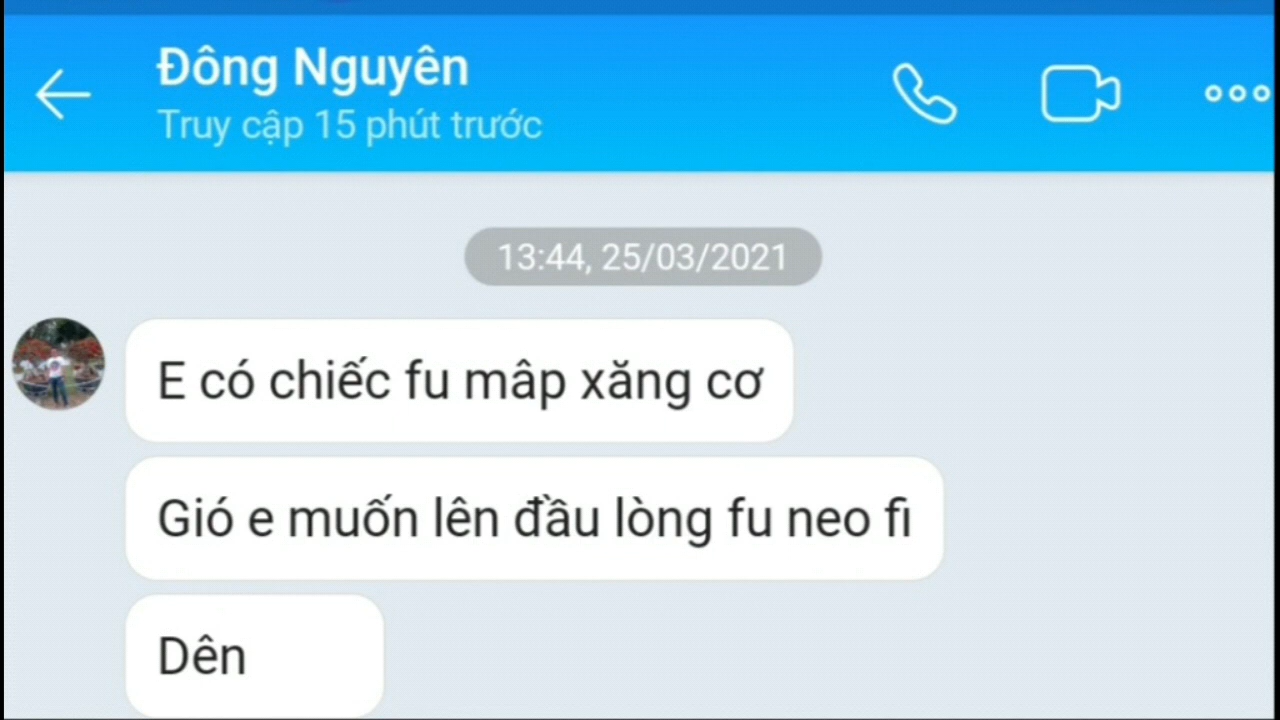 Đông Nguyên
Truy cập 15 phút trước
13:44, 25/03/2021
E có chiếc fu mâp xăng cơ
Gió e muốn lên đầu lòng fu neo fi
Dên